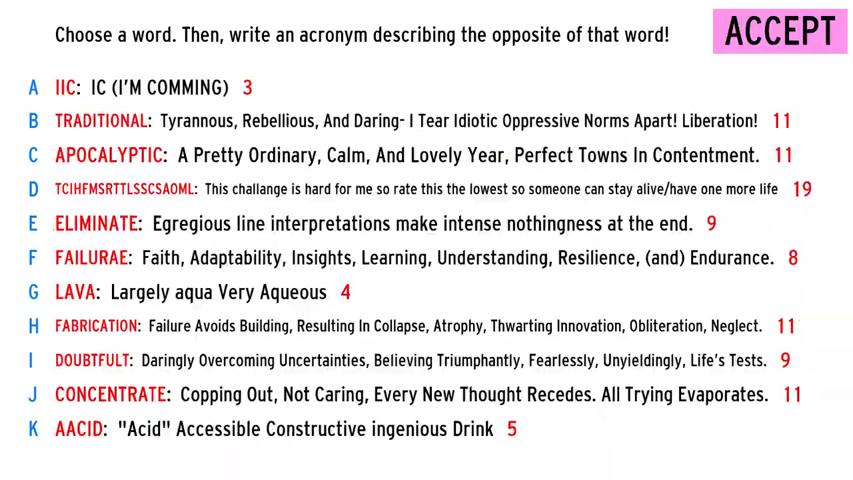 Choose a word. Then, write an acronym describing the opposite of that word!
ACCEPT
A IIC: IC (I'M COMMING) 3
B TRADITIONAL: Tyrannous, Rebellious, And Daring- I Tear Idiotic Oppressive Norms Apart! Liberation! 11
C APOCALYPTIC: A Pretty Ordinary, Calm, And Lovely Year, Perfect Towns In Contentment. 11
D TCIHFMSRTTLSSCSAOML: This challange is hard for me so rate this the lowest so someone can stay alive/have one more life 19
E ELIMINATE: Egregious line interpretations make intense nothingness at the end. 9
F FAILURAE: Faith, Adaptability, Insights, Learning, Understanding, Resilience, (and) Endurance. 8
G LAVA: Largely aqua Very Aqueous 4
H FABRICATION: Failure Avoids Building, Resulting In Collapse, Atrophy, Thwarting Innovation, Obliteration, Neglect. 11
I DOUBTFULT: Daringly Overcoming Uncertainties, Believing Triumphantly, Fearlessly, Unyieldingly, Life's Tests. 9
J CONCENTRATE: Copping Out, Not Caring, Every New Thought Recedes. All Trying Evaporates. 11
K AACID: "Acid" Accessible Constructive ingenious Drink 5